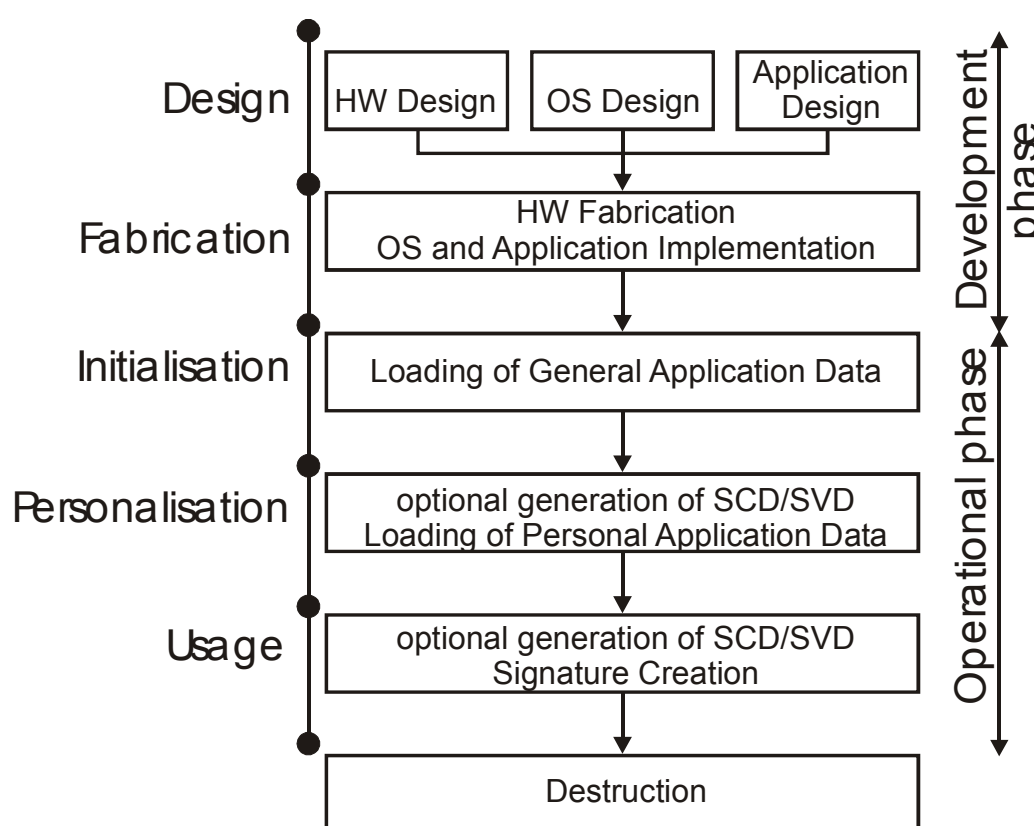 Design
HW Design
OS Design
Application
Design
Fabrication
HW Fabrication
OS and Application Implementation
Initialisation
Loading of General Application Data
Personalisation
optional generation of SCD/SVD
Loading of Personal Application Data
Usage
optional generation of SCD/SVD
Signature Creation
Destruction
Development
phase
Operational phase